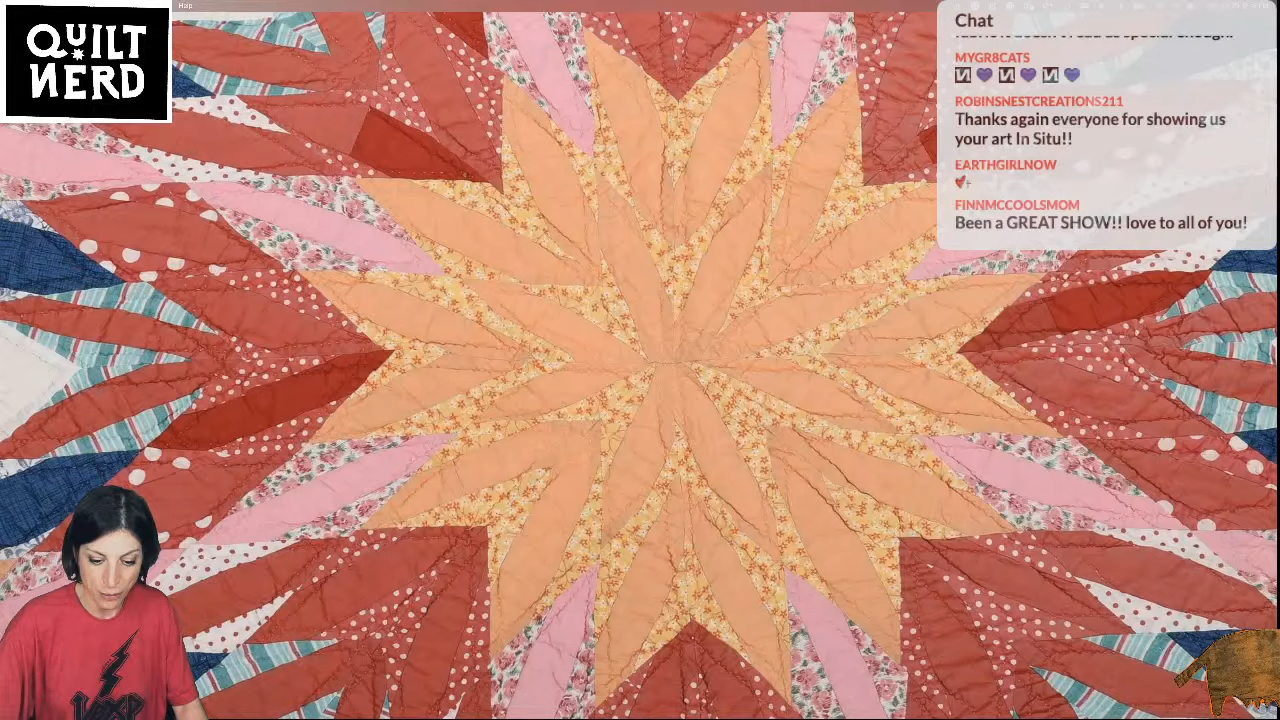 Help
QUILT
NERD
Chat
MYGR8CATS
ROBINSNESTCREATIONS211
Thanks again everyone for showing us
your art In Situ!!
EARTHGIRLNOW
FINNMCCOOLSMOM
Been a GREAT SHOW!! love to all of you!